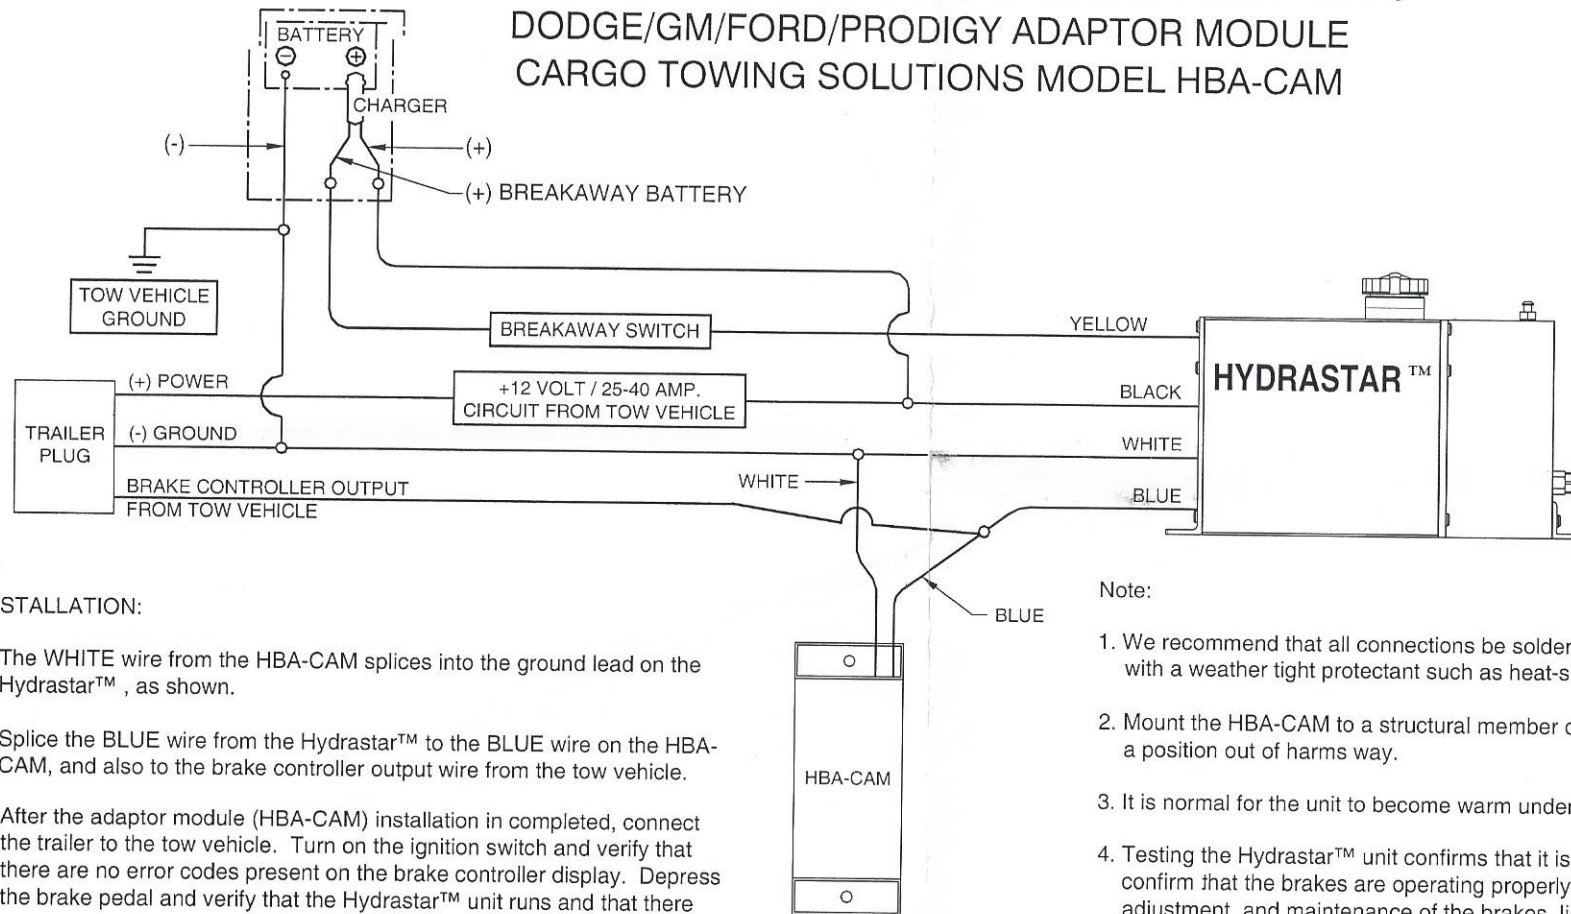 DODGE/GM/FORD/PRODIGY ADAPTOR MODULE
CARGO TOWING SOLUTIONS MODEL HBA-CAM
BATTERY
CHARGER
(-)
(+)
(+) BREAKAWAY BATTERY
TOW VEHICLE
GROUND
BREAKAWAY SWITCH
YELLOW
HYDRASTAR™
(+) POWER
+12 VOLT / 25-40 AMP.
CIRCUIT FROM TOW VEHICLE
BLACK
TRAILER
PLUG
(-) GROUND
WHITE
WHITE
BRAKE CONTROLLER OUTPUT
FROM TOW VEHICLE
BLUE
BLUE
HBA-CAM
STALLATION:
The WHITE wire from the HBA-CAM splices into the ground lead on the
Hydrastar™ , as shown.
Splice the BLUE wire from the Hydrastar™ to the BLUE wire on the HBA-
CAM, and also to the brake controller output wire from the tow vehicle.
After the adaptor module (HBA-CAM) installation in completed, connect
the trailer to the tow vehicle. Turn on the ignition switch and verify that
there are no error codes present on the brake controller display. Depress
the brake pedal and verify that the Hydrastar™ unit runs and that there
Note:
1. We recommend that all connections be solder
with a weather tight protectant such as heat-s
2. Mount the HBA-CAM to a structural member
a position out of harms way.
3. It is normal for the unit to become warm under
4. Testing the Hydrastar™ unit confirms that it is
confirm that the brakes are operating properly
adjustment, and maintenance of the brakes,